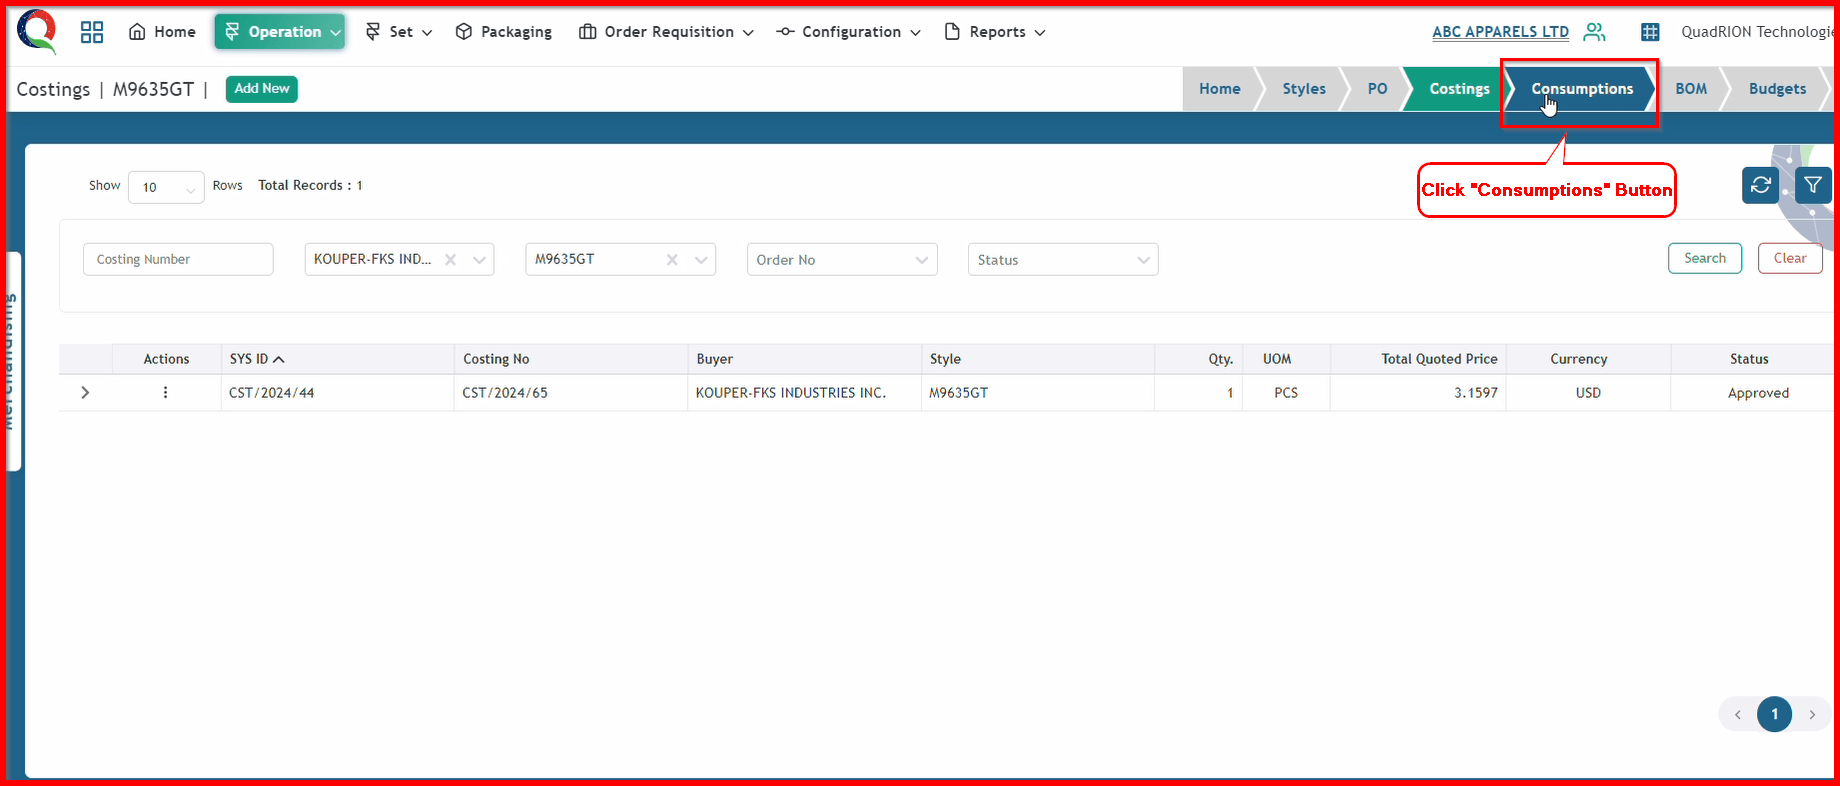 Home
Operation
Set
Packaging
Order Requisition
Configuration
Reports
ABC APPARELS LTD
QuadRION Technologie
Costings | M9635GT |
Add New
Home
Styles
PO
Costings
Consumptions
BOM
Budgets
Click "Consumptions" Button
Show 10 Rows Total Records : 1
Costing Number
KOUPER-FKS IND...
M9635GT
Order No
Status
Search
Clear
Merchandising
Actions SYS ID Costing No Buyer Style Qty. UOM Total Quoted Price Currency Status
CST/2024/44 CST/2024/65 KOUPER-FKS INDUSTRIES INC. M9635GT 1 PCS 3.1597 USD Approved
1